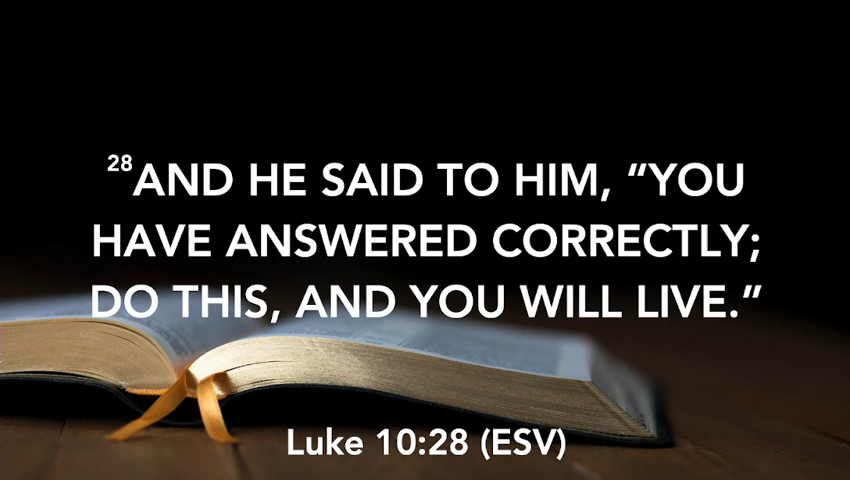 28AND HE SAID TO HIM, “YOU
HAVE ANSWERED CORRECTLY;
DO THIS, AND YOU WILL LIVE.”
Luke 10:28 (ESV)